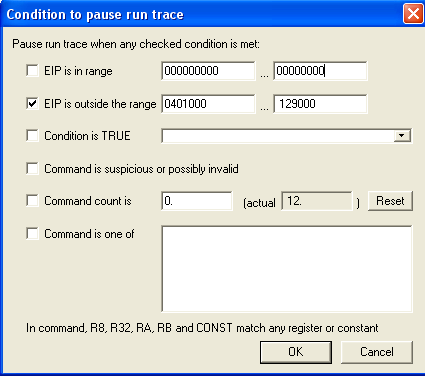 Condition to pause run trace
Pause run trace when any checked condition is met:
EIP is in range 000000000 ... 00000000
EIP is outside the range 0401000 ... 129000
Condition is TRUE
Command is suspicious or possibly invalid
Command count is 0. (actual 12. ) Reset
Command is one of
In command, R8, R32, RA, RB and CONST match any register or constant
OK Cancel